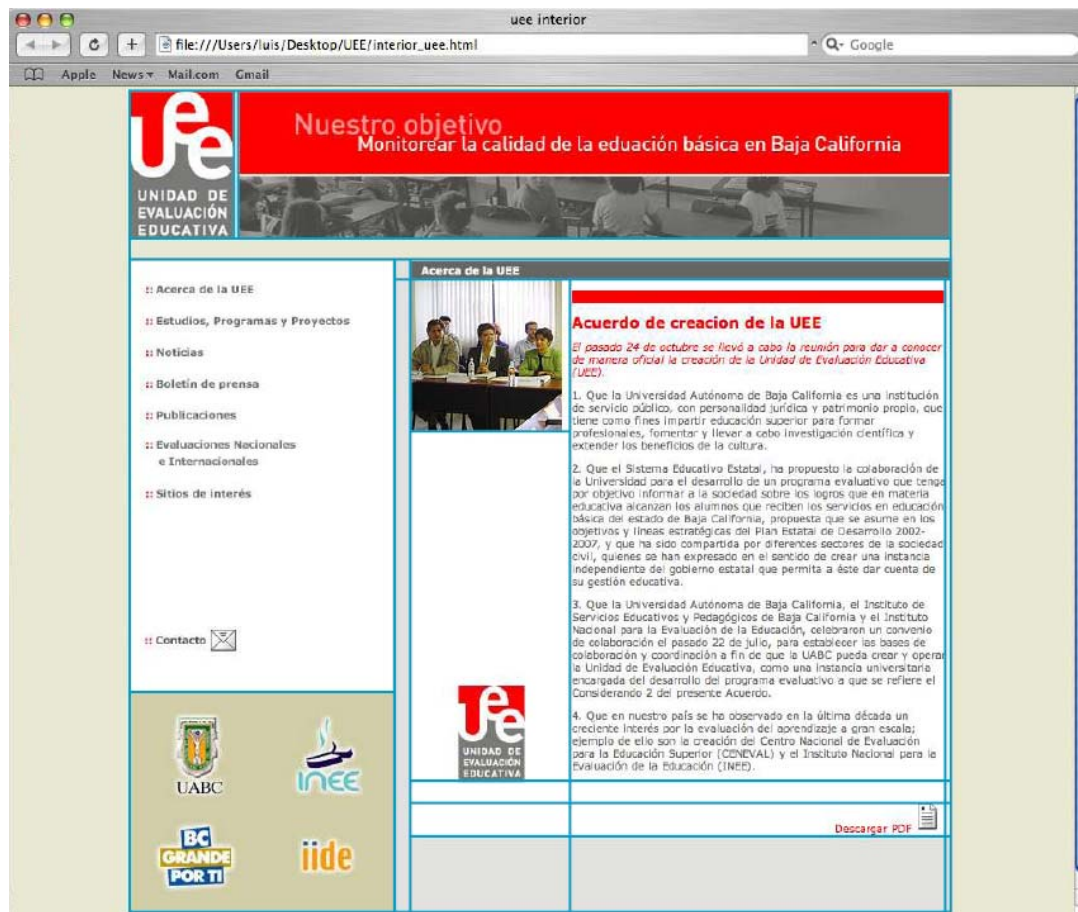 uee interior
file:///Users/luis/Desktop/UEE/interior_uee.html
Google
Apple News Mail.com Gmail
uee
UNIDAD DE
EVALUACIÓN
EDUCATIVA
Nuestro objetivo
Monitorear la calidad de la eduación básica en Baja California
:: Acerca de la UEE
:: Estudios, Programas y Proyectos
:: Noticias
:: Boletín de prensa
:: Publicaciones
:: Evaluaciones Nacionales
e Internacionales
:: Sitios de interés
:: Contacto
UABC
INEE
BC
GRANDE
POR TI
iide
Acerca de la UEE
Acuerdo de creacion de la UEE
El pasado 24 de octubre se llevó a cabo la reunión para dar a conocer
de manera oficial la creación de la Unidad de Evaluación Educativa
(UEE).
1. Que la Universidad Autónoma de Baja California es una institución
de servicio público, con personalidad jurídica y patrimonio propio, que
tiene como fines impartir educación superior para formar
profesionales, fomentar y llevar a cabo investigación científica y
extender los beneficios de la cultura.
2. Que el Sistema Educativo Estatal, ha propuesto la colaboración de
la Universidad para el desarrollo de un programa evaluativo que tenga
por objetivo informar a la sociedad sobre los logros que en materia
educativa alcanzan los alumnos que reciben los servicios en educación
básica del estado de Baja California, propuesta que se asume en los
objetivos y líneas estratégicas del Plan Estatal de Desarrollo 2002-
2007, y que ha sido compartida por diferentes sectores de la sociedad
civil, quienes se han expresado en el sentido de crear una instancia
independiente del gobierno estatal que permita a éste dar cuenta de
su gestión educativa.
3. Que la Universidad Autónoma de Baja California, el Instituto de
Servicios Educativos y Pedagógicos de Baja California y el Instituto
Nacional para la Evaluación de la Educación, celebraron un convenio
de colaboración el pasado 22 de julio, para establecer las bases de
colaboración y coordinación a fin de que la UABC pueda crear y operar
la Unidad de Evaluación Educativa, como una instancia universitaria
encargada del desarrollo del programa evaluativo a que se refiere el
Considerando 2 del presente Acuerdo.
4. Que en nuestro país se ha observado en la última década un
creciente interés por la evaluación del aprendizaje a gran escala;
ejemplo de ello son la creación del Centro Nacional de Evaluación
para la Educación Superior (CENEVAL) y el Instituto Nacional para la
Evaluación de la Educación (INEE).
uee
UNIDAD DE
EVALUACIÓN
EDUCATIVA
Descargar PDF